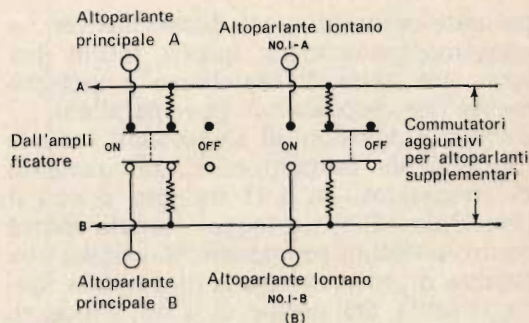 Altoparlante
principale A
Altoparlante lontano
NO.1-A
A
Dall'ampli
ficatore
ON
OFF
ON
OFF
Commutatori
aggiuntivi
per altoparlanti
supplementari
B
Altoparlante
principale B
Altoparlante lontano
NO.1-B
(B)